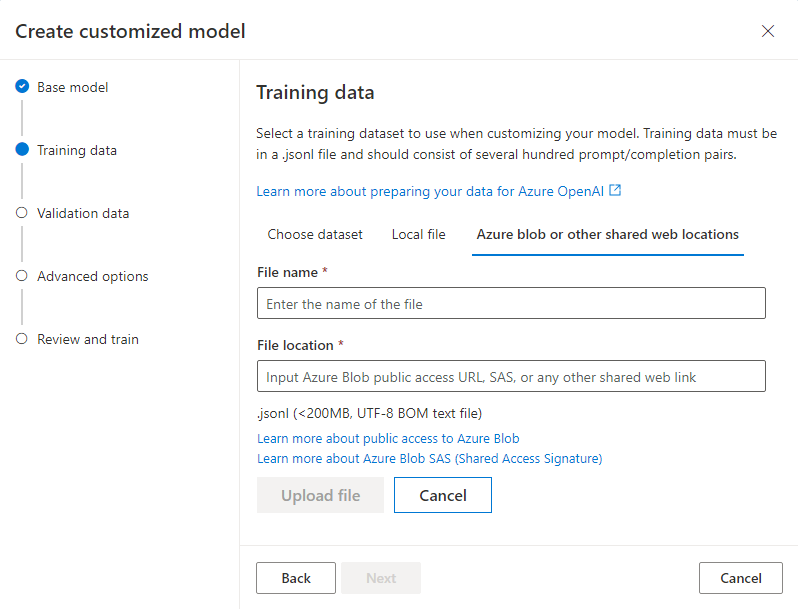 Create customized model
Base model
Training data
Validation data
Advanced options
Review and train
Training data
Select a training dataset to use when customizing your model. Training data must be
in a .jsonl file and should consist of several hundred prompt/completion pairs.
Learn more about preparing your data for Azure OpenAI
Choose dataset
Local file
Azure blob or other shared web locations
File name *
Enter the name of the file
File location *
Input Azure Blob public access URL, SAS, or any other shared web link
.jsonl (<200MB, UTF-8 BOM text file)
Learn more about public access to Azure Blob
Learn more about Azure Blob SAS (Shared Access Signature)
Upload file
Cancel
Back
Next
Cancel